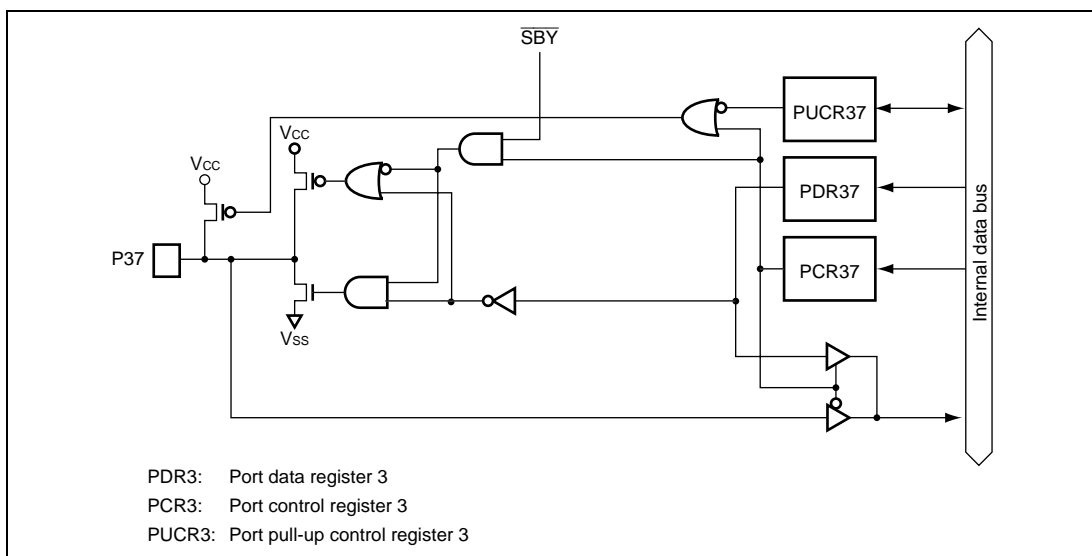 SBY
PUCR37
VCC
VCC
PDR37
P37
PCR37
VSS
Internal data bus
PDR3: Port data register 3
PCR3: Port control register 3
PUCR3: Port pull-up control register 3